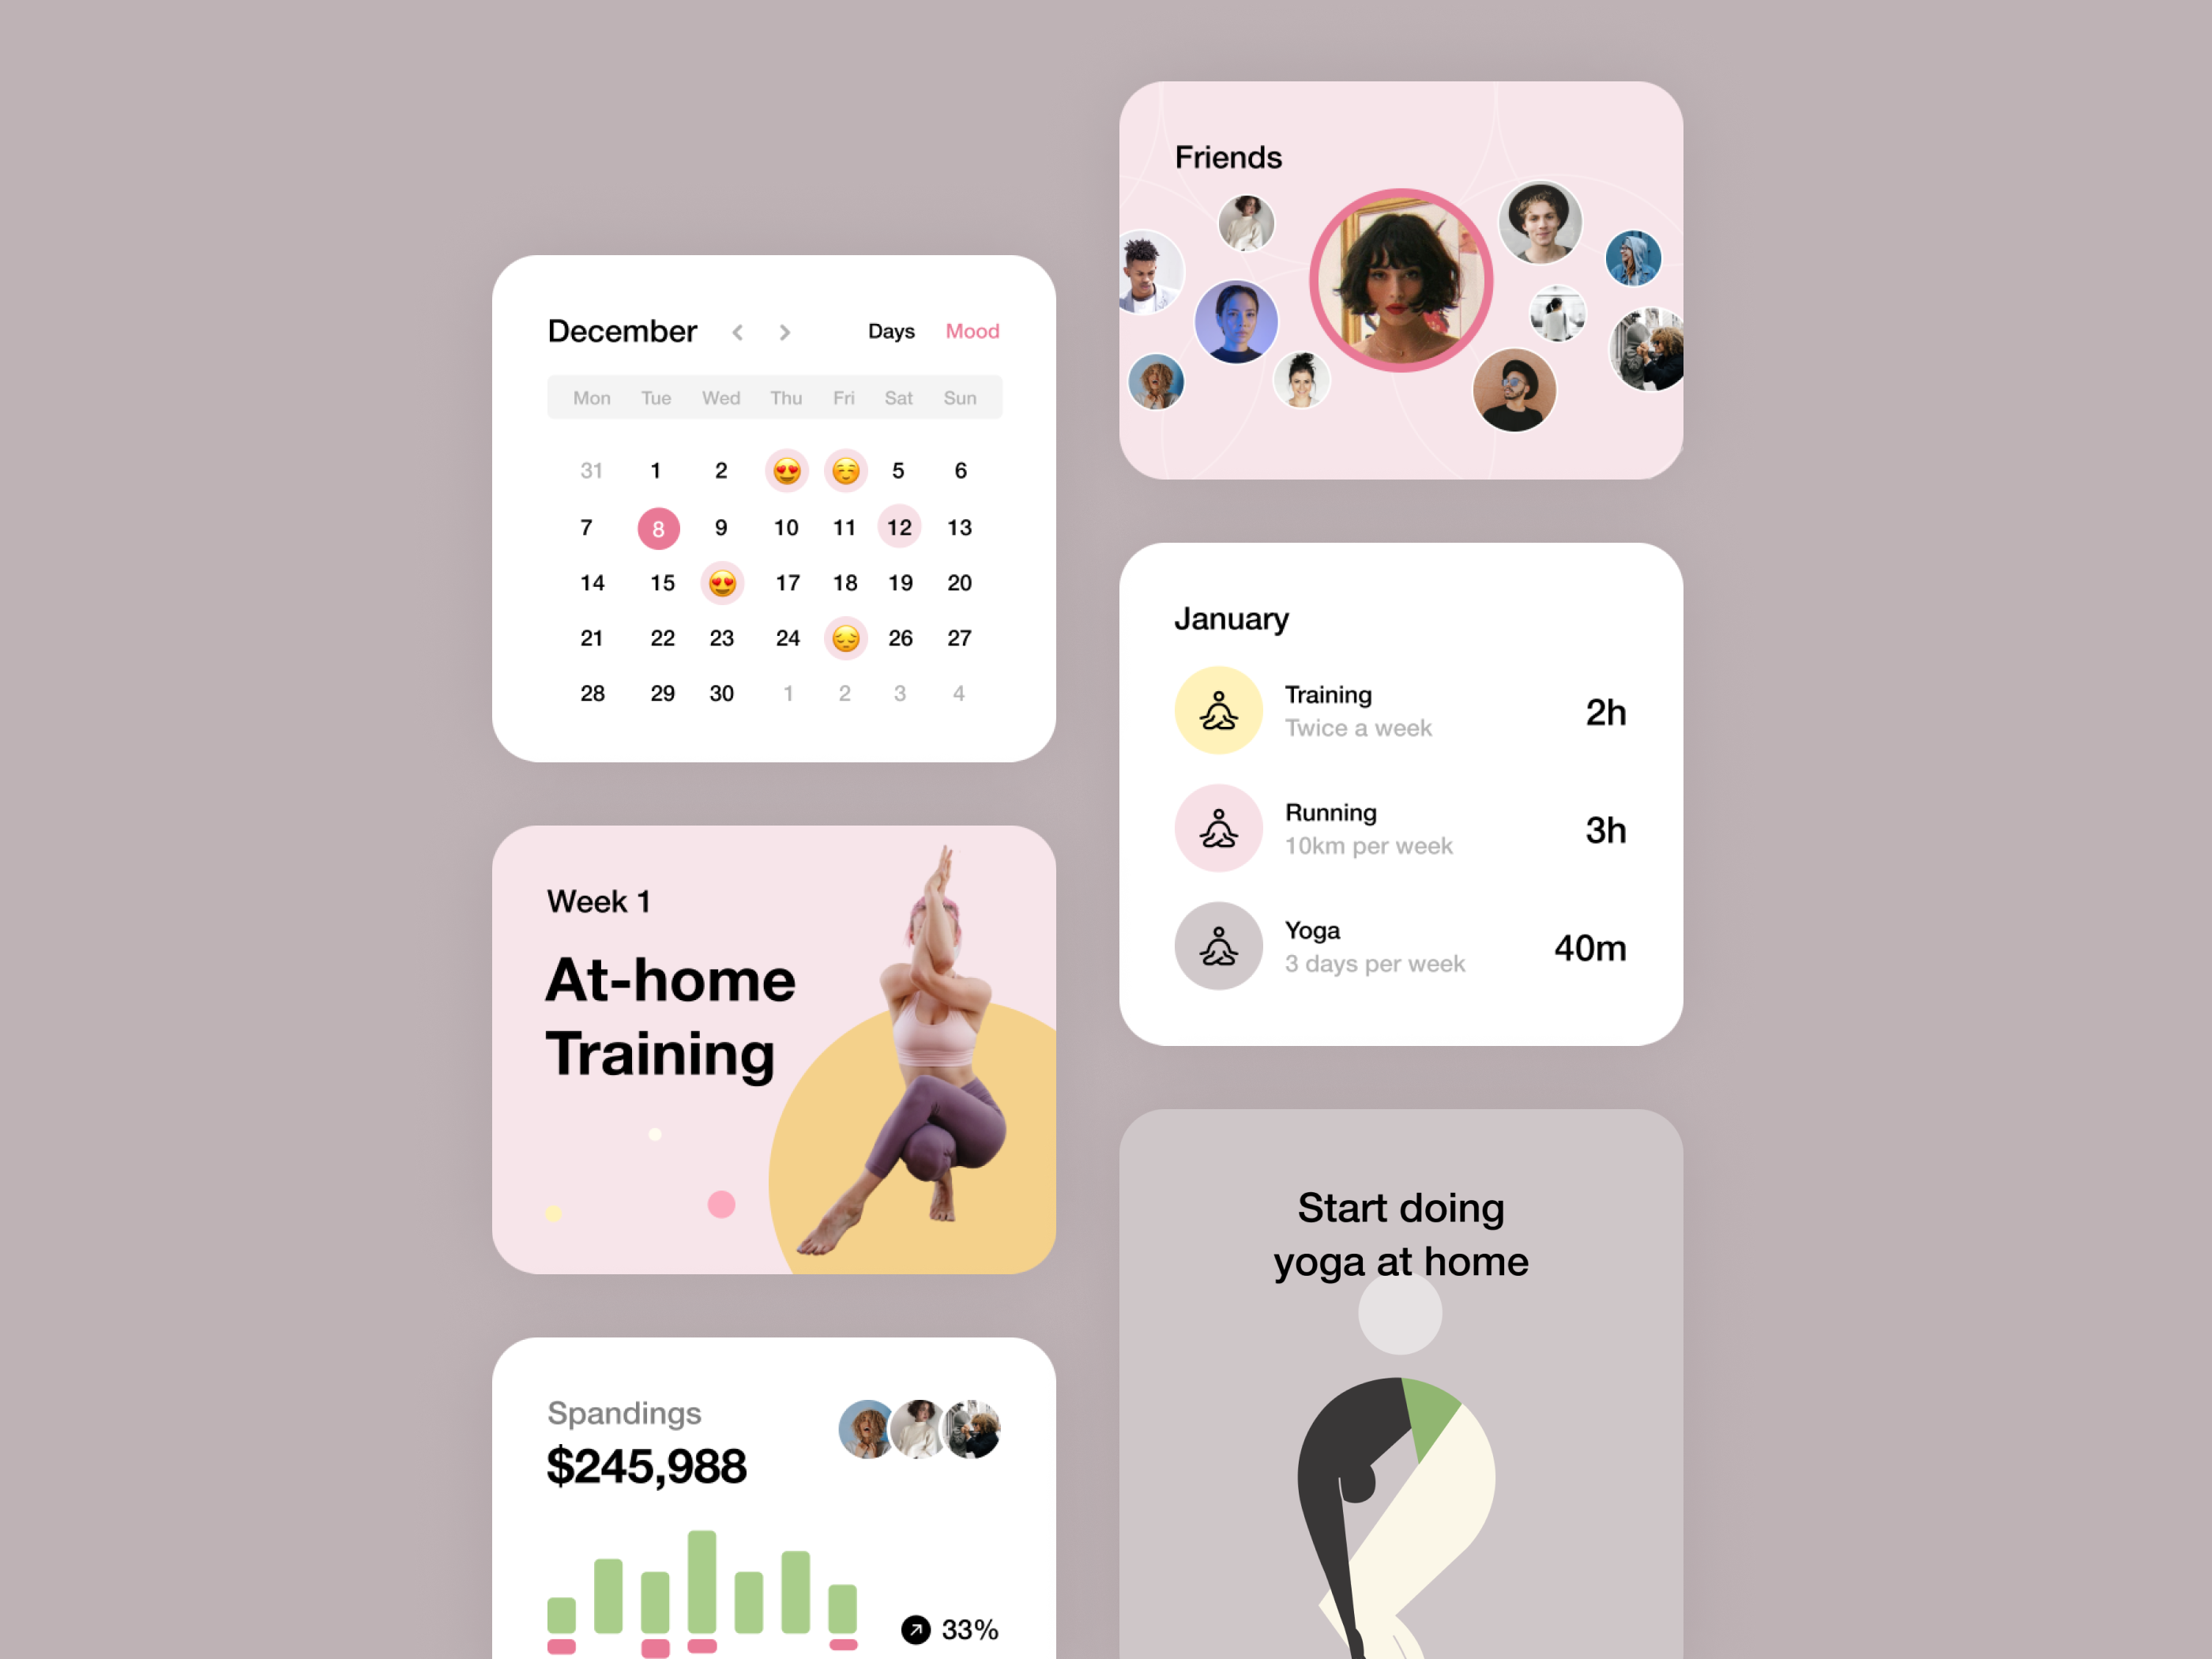 Friends
December
Days Mood
Mon Tue Wed Thu Fri Sat Sun
31 1 2 5 6
7 8 9 10 11 12 13
14 15 17 18 19 20
21 22 23 24 26 27
28 29 30 1 2 3 4
January
Training
Twice a week
2h
Running
10km per week
3h
Yoga
3 days per week
40m
Week 1
At-home
Training
Start doing
yoga at home
Spandings
$245,988
33%